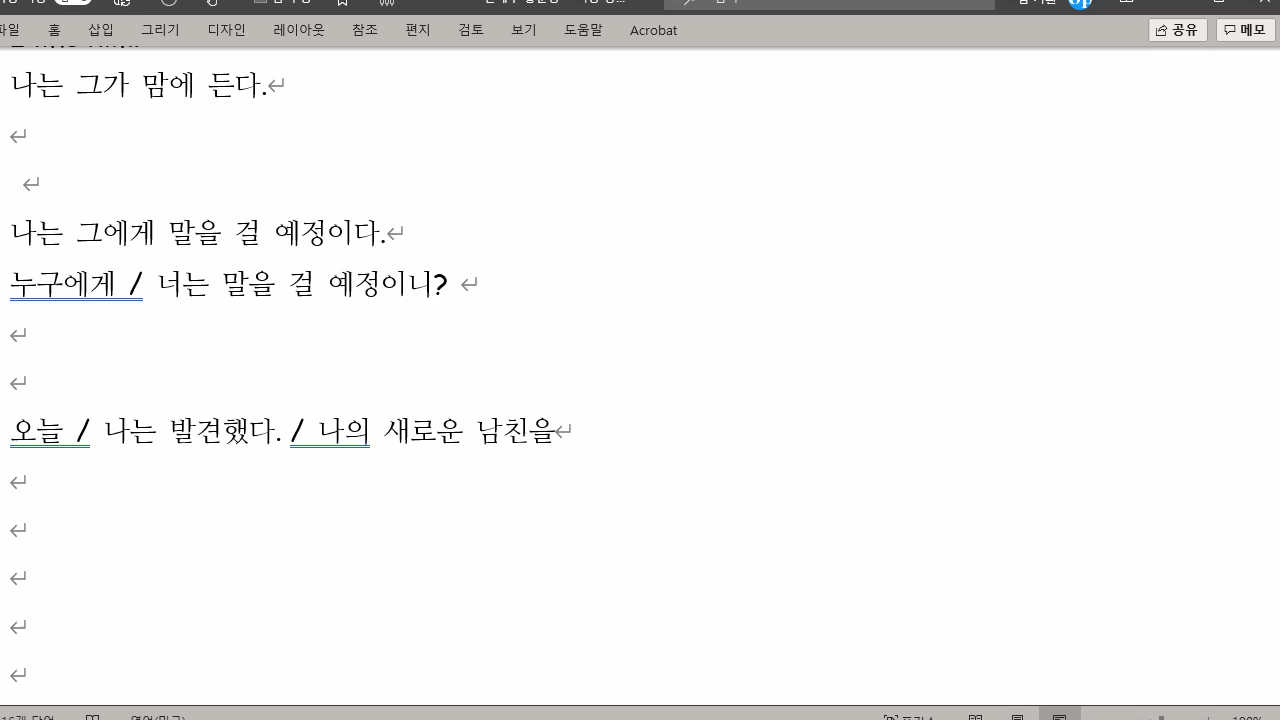 홈 삽입 그리기 디자인 레이아웃 참조 편지 검토 보기 도움말 Acrobat 공유 메모
나는 그가 맘에 든다.
나는 그에게 말을 걸 예정이다.
누구에게 / 너는 말을 걸 예정이니?
오늘 / 나는 발견했다. / 나의 새로운 남친을